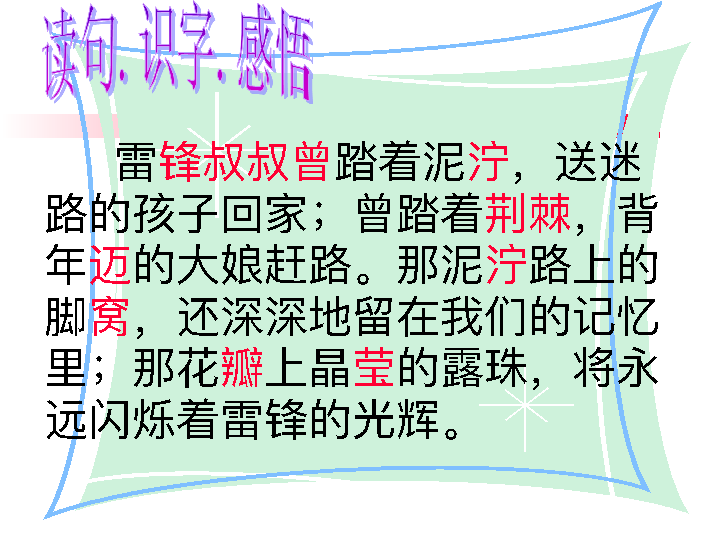 读句.识字.感悟
雷锋叔叔曾踏着泥泞，送迷
路的孩子回家；曾踏着荆棘，背
年迈的大娘赶路。那泥泞路上的
脚窝，还深深地留在我们的记忆
里；那花瓣上晶莹的露珠，将永
远闪烁着雷锋的光辉。